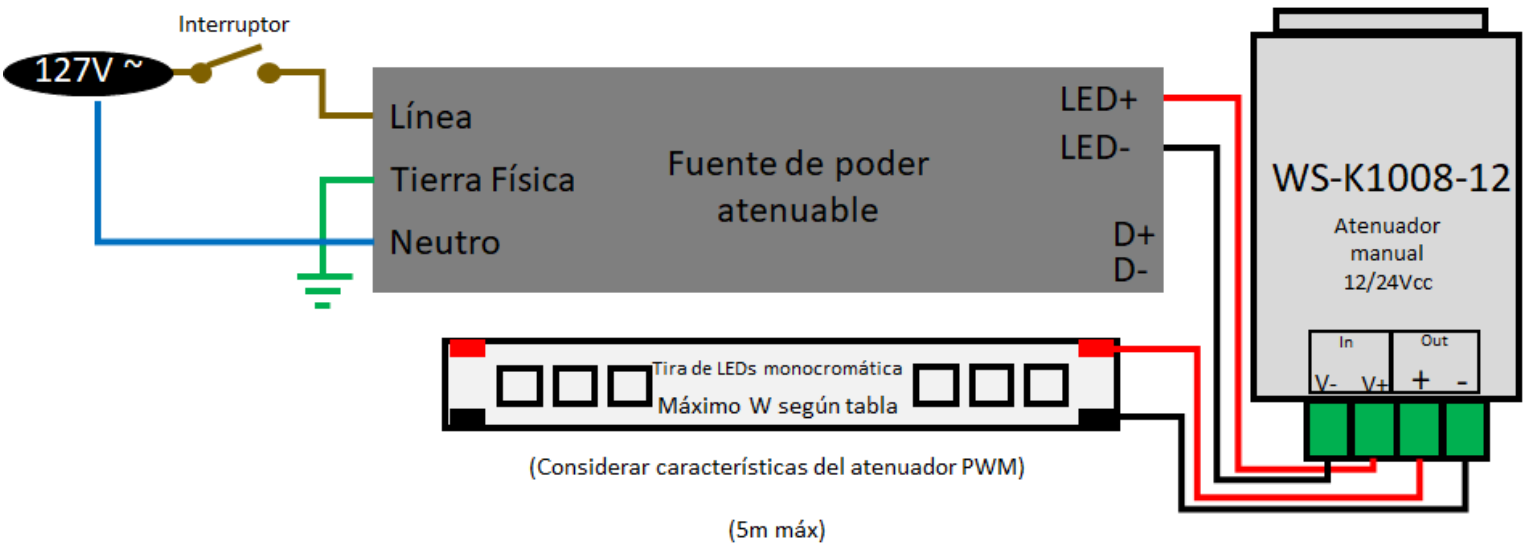 Interruptor
127V ~
Línea
Tierra Física
Neutro
Fuente de poder
atenuable
LED+
LED-
D+
D-
WS-K1008-12
Atenuador
manual
12/24Vcc
In
Out
V-
V+
+
-
Tira de LEDs monocromática
Máximo W según tabla
(Considerar características del atenuador PWM)
(5m máx)